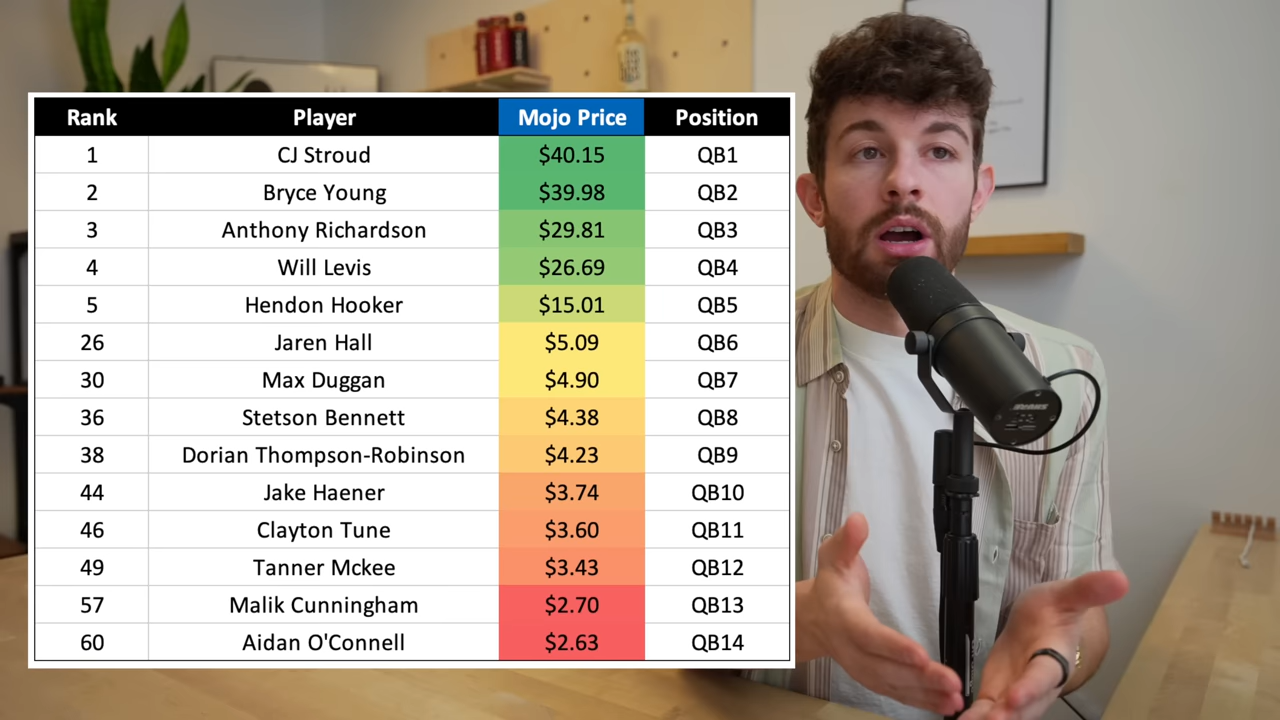 Rank Player Mojo Price Position
1 CJ Stroud $40.15 QB1
2 Bryce Young $39.98 QB2
3 Anthony Richardson $29.81 QB3
4 Will Levis $26.69 QB4
5 Hendon Hooker $15.01 QB5
26 Jaren Hall $5.09 QB6
30 Max Duggan $4.90 QB7
36 Stetson Bennett $4.38 QB8
38 Dorian Thompson-Robinson $4.23 QB9
44 Jake Haener $3.74 QB10
46 Clayton Tune $3.60 QB11
49 Tanner Mckee $3.43 QB12
57 Malik Cunningham $2.70 QB13
60 Aidan O'Connell $2.63 QB14